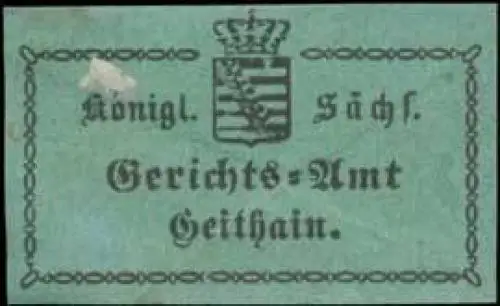 Königl. Sächs.
Gerichts=Amt
Geithain.